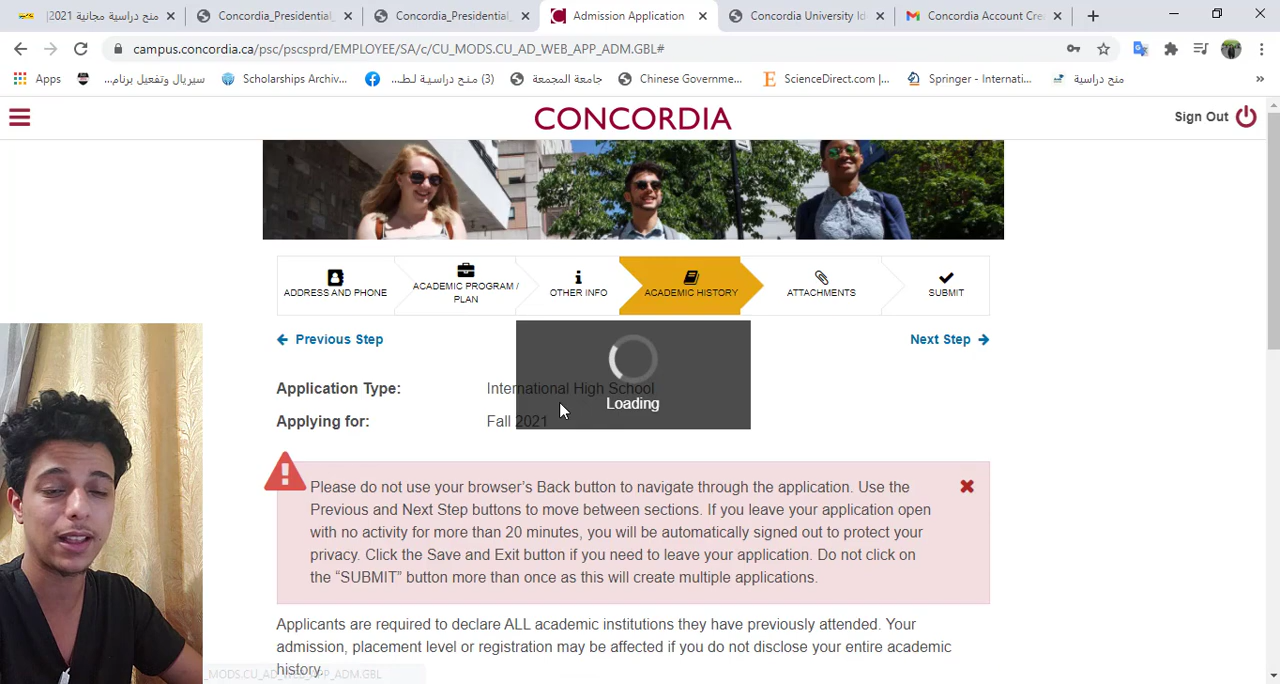 منح دراسية مجانية 2021|
Concordia_Presidential_
Concordia_Presidential_
Admission Application
Concordia University Id
Concordia Account Cre
campus.concordia.ca/psc/pscsprd/EMPLOYEE/SA/c/CU_MODS.CU_AD_WEB_APP_ADM.GBL#
Apps
سيريال وتفعيل برنام...
Scholarships Archiv...
(3) منح دراسية لطـ...
جامعة المجمعة
Chinese Governme...
ScienceDirect.com |...
Springer - Internati...
منح دراسية
»
CONCORDIA
Sign Out
ADDRESS AND PHONE
ACADEMIC PROGRAM /
PLAN
OTHER INFO
ACADEMIC HISTORY
ATTACHMENTS
SUBMIT
Previous Step
Next Step
Application Type:
International High School
Loading
Applying for:
Fall 2021
Please do not use your browser's Back button to navigate through the application. Use the
Previous and Next Step buttons to move between sections. If you leave your application open
with no activity for more than 20 minutes, you will be automatically signed out to protect your
privacy. Click the Save and Exit button if you need to leave your application. Do not click on
the “SUBMIT” button more than once as this will create multiple applications.
Applicants are required to declare ALL academic institutions they have previously attended. Your
admission, placement level or registration may be affected if you do not disclose your entire academic
history.
_MODS.CU_AD_WEB_APP_ADM.GBL